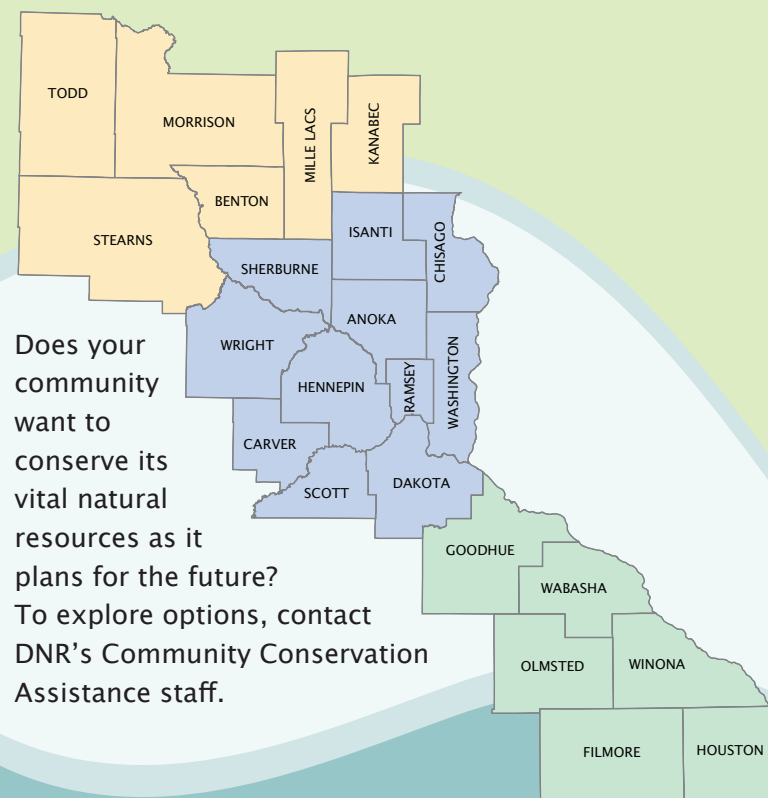 TODD
MORRISON
MILLE LACS
KANABEC
BENTON
STEARNS
ISANTI
CHISAGO
SHERBURNE
ANOKA
WRIGHT
HENNEPIN
RAMSEY
WASHINGTON
CARVER
SCOTT
DAKOTA
GOODHUE
WABASHA
OLMSTED
WINONA
FILMORE
HOUSTON
Does your
community
want to
conserve its
vital natural
resources as it
plans for the future?
To explore options, contact
DNR’s Community Conservation
Assistance staff.